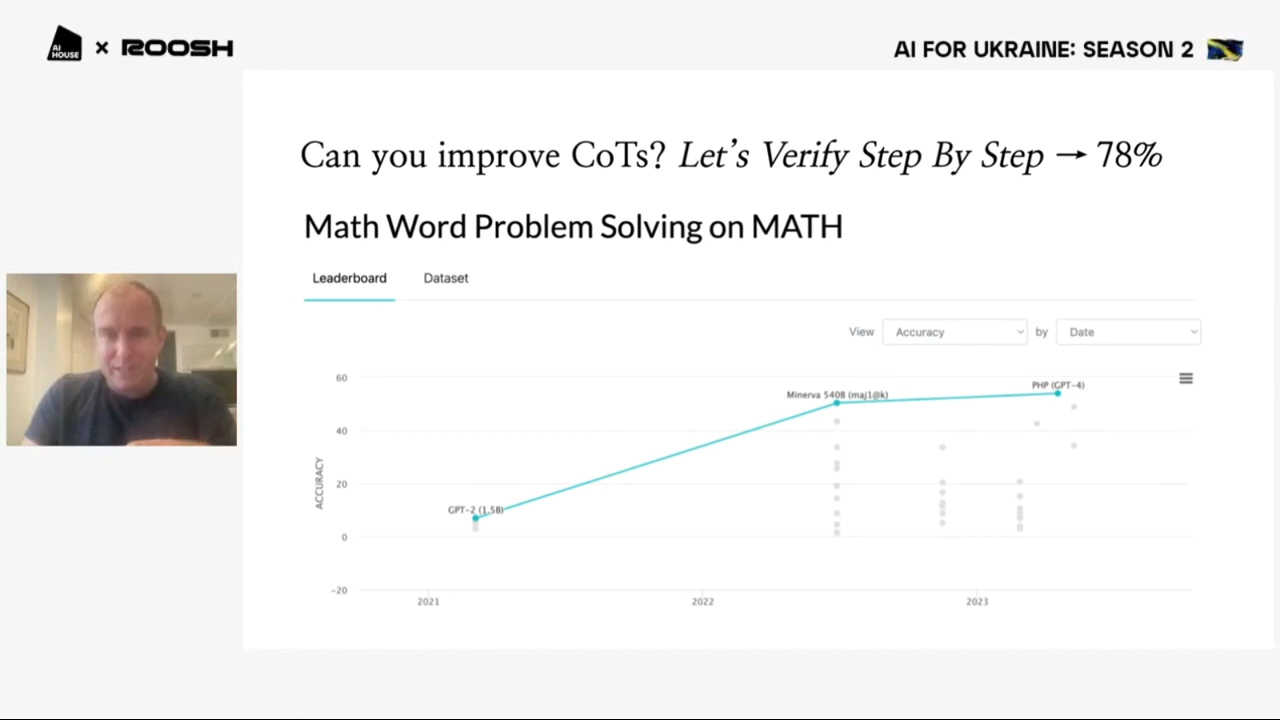 AI HOUSE × ROOSH
AI FOR UKRAINE: SEASON 2
Can you improve CoTs? Let's Verify Step By Step → 78%
Math Word Problem Solving on MATH
Leaderboard Dataset
View Accuracy by Date
60
40
20
0
-20
ACCURACY
GPT-2 (1.5B)
Minerva 540B (maj1@k)
PHP (GPT-4)
2021 2022 2023